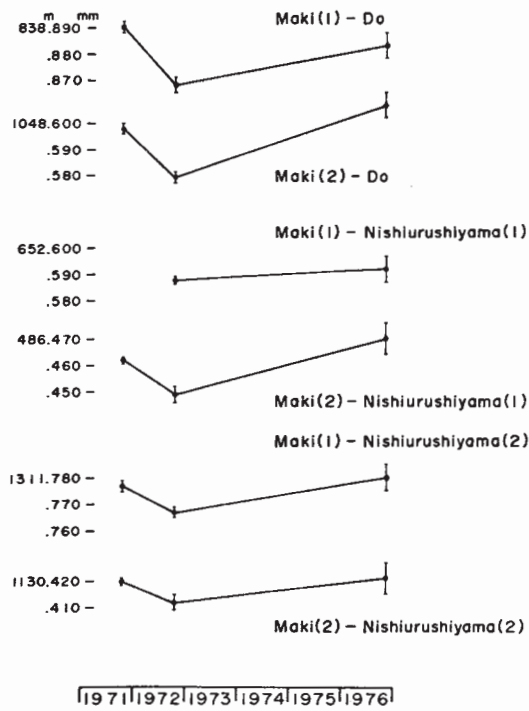 m mm
Maki(1) – Do
838.890 –
.880 –
.870 –
1048.600 –
.590 –
.580 –
Maki(2) – Do
Maki(1) – Nishiurushiyama(1)
652.600
.590 –
.580 –
486.470 –
.460 –
.450 –
Maki(2) – Nishiurushiyama(1)
Maki(1) – Nishiurushiyama(2)
1311.780 –
.770 –
.760 –
1130.420 –
.410 –
Maki(2) – Nishiurushiyama(2)
1971 1972 1973 1974 1975 1976